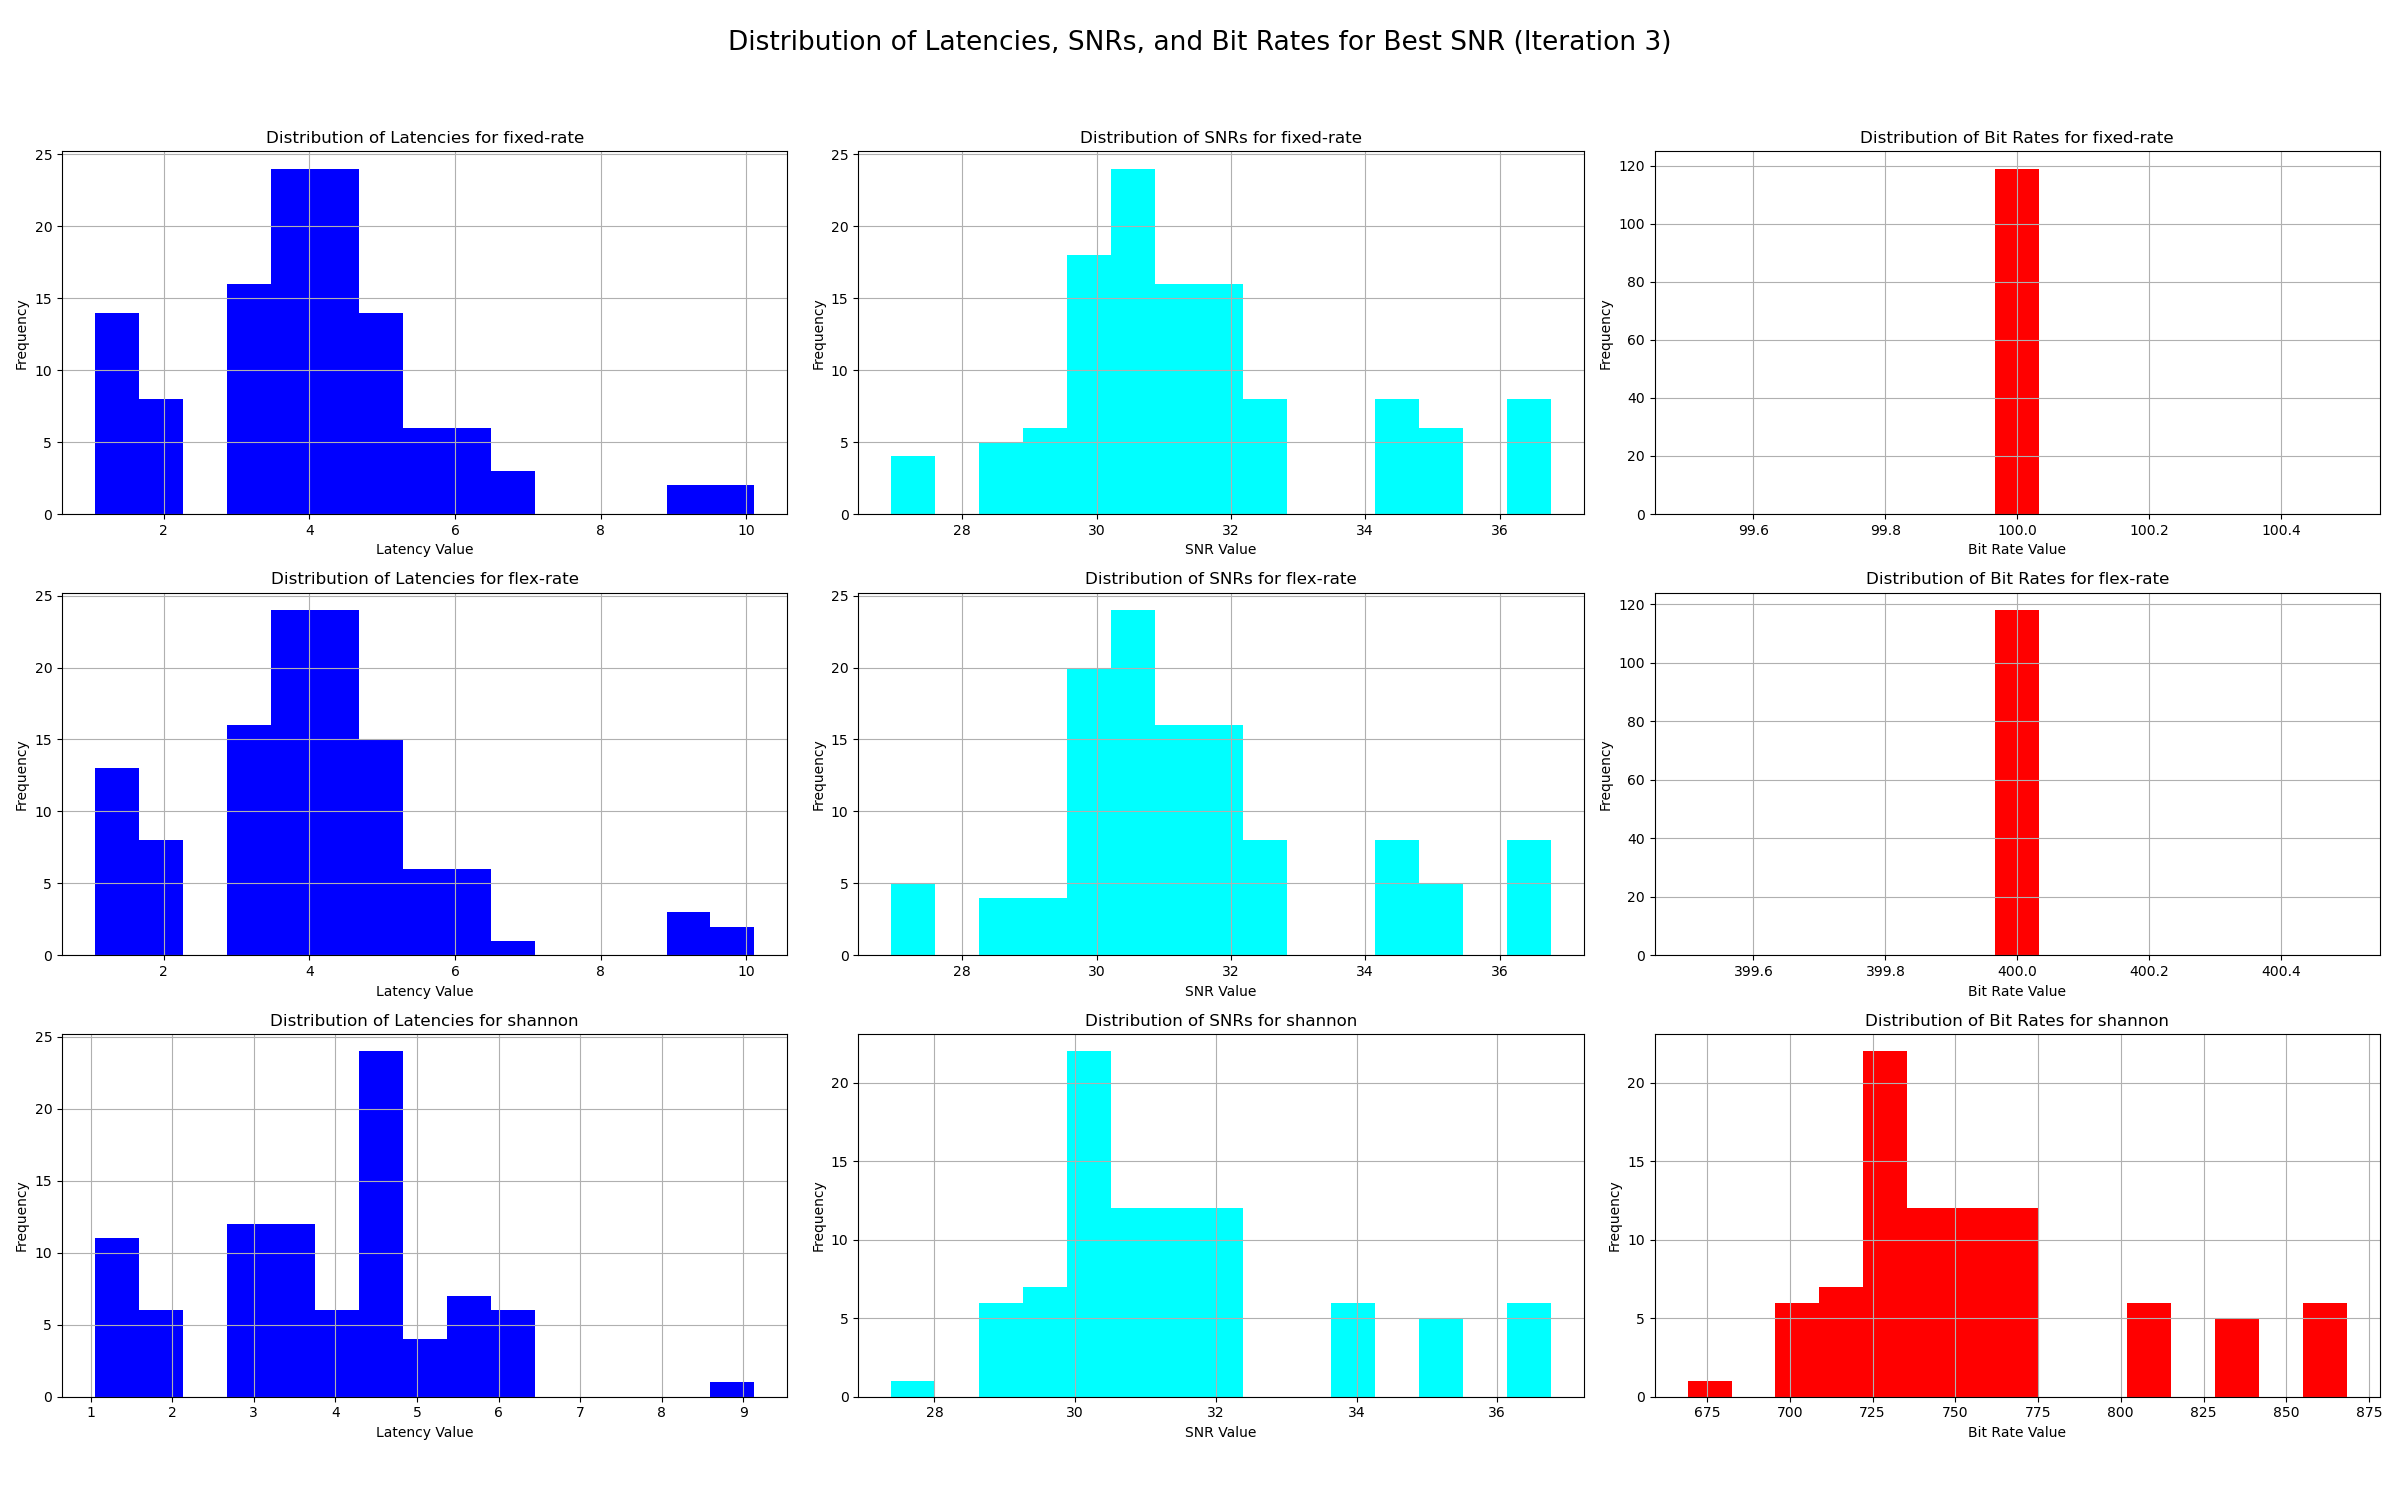 Distribution of Latencies, SNRs, and Bit Rates for Best SNR (Iteration 3)
Distribution of Latencies for fixed-rate
Frequency
0
5
10
15
20
25
2 4 6 8 10
Latency Value
Distribution of SNRs for fixed-rate
Frequency
0
5
10
15
20
25
28 30 32 34 36
SNR Value
Distribution of Bit Rates for fixed-rate
Frequency
0
20
40
60
80
100
120
99.6 99.8 100.0 100.2 100.4
Bit Rate Value
Distribution of Latencies for flex-rate
Frequency
0
5
10
15
20
25
2 4 6 8 10
Latency Value
Distribution of SNRs for flex-rate
Frequency
0
5
10
15
20
25
28 30 32 34 36
SNR Value
Distribution of Bit Rates for flex-rate
Frequency
0
20
40
60
80
100
120
399.6 399.8 400.0 400.2 400.4
Bit Rate Value
Distribution of Latencies for shannon
Frequency
0
5
10
15
20
25
1 2 3 4 5 6 7 8 9
Latency Value
Distribution of SNRs for shannon
Frequency
0
5
10
15
20
28 30 32 34 36
SNR Value
Distribution of Bit Rates for shannon
Frequency
0
5
10
15
20
675 700 725 750 775 800 825 850 875
Bit Rate Value